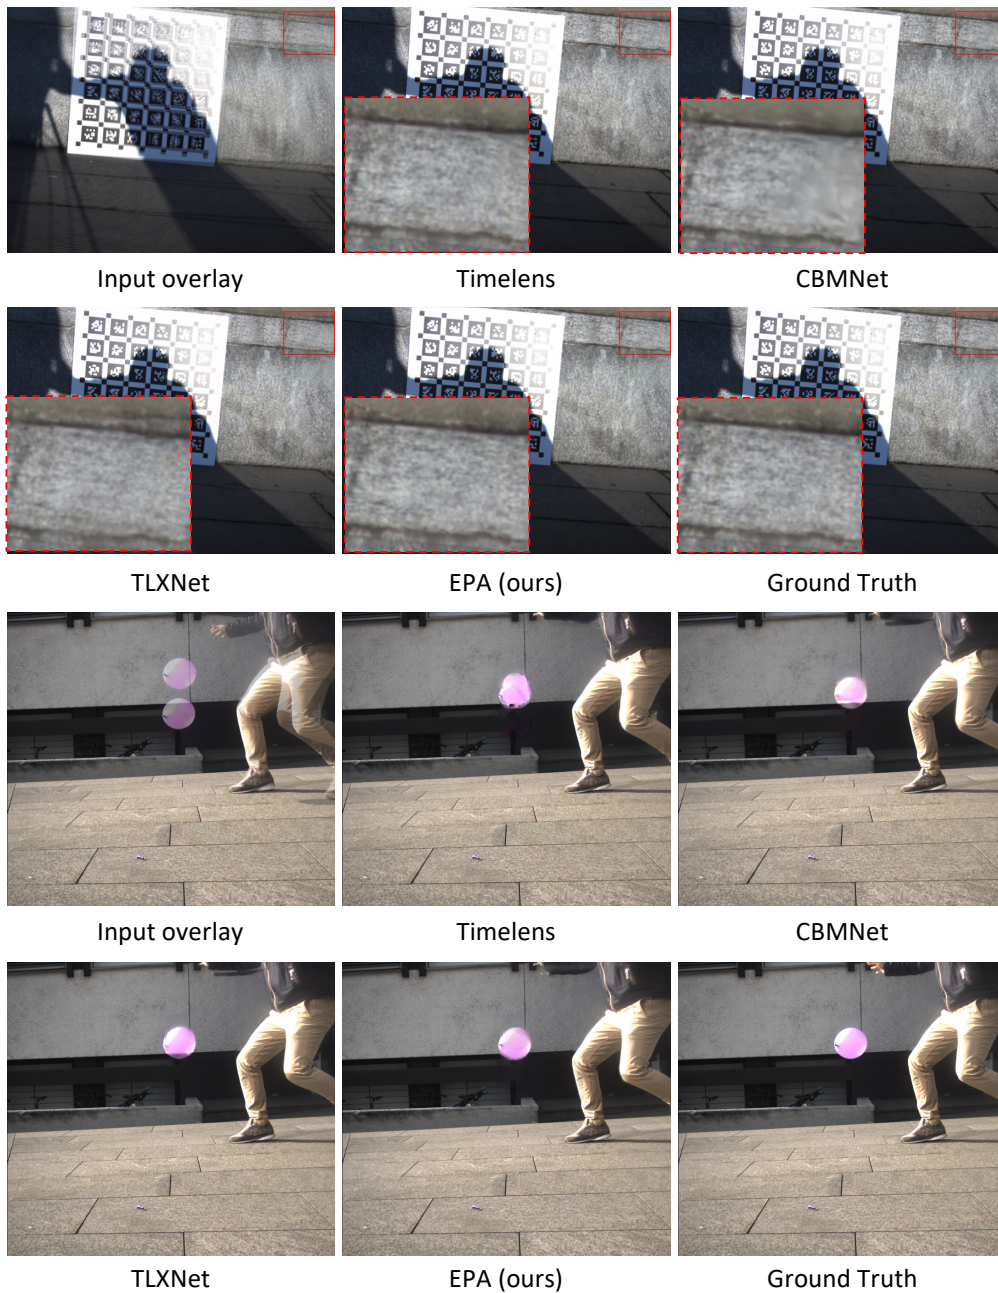 Input overlay Timelens CBMNet
TLXNet EPA (ours) Ground Truth
Input overlay Timelens CBMNet
TLXNet EPA (ours) Ground Truth